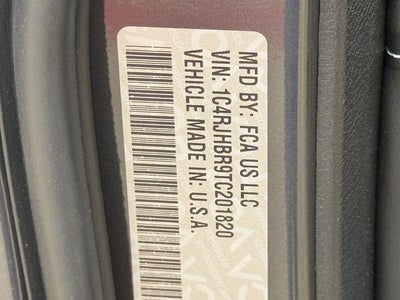 MFD BY: FCA US LLC
VIN: 1C4RJHBR9TC201820
VEHICLE MADE IN: U.S.A.